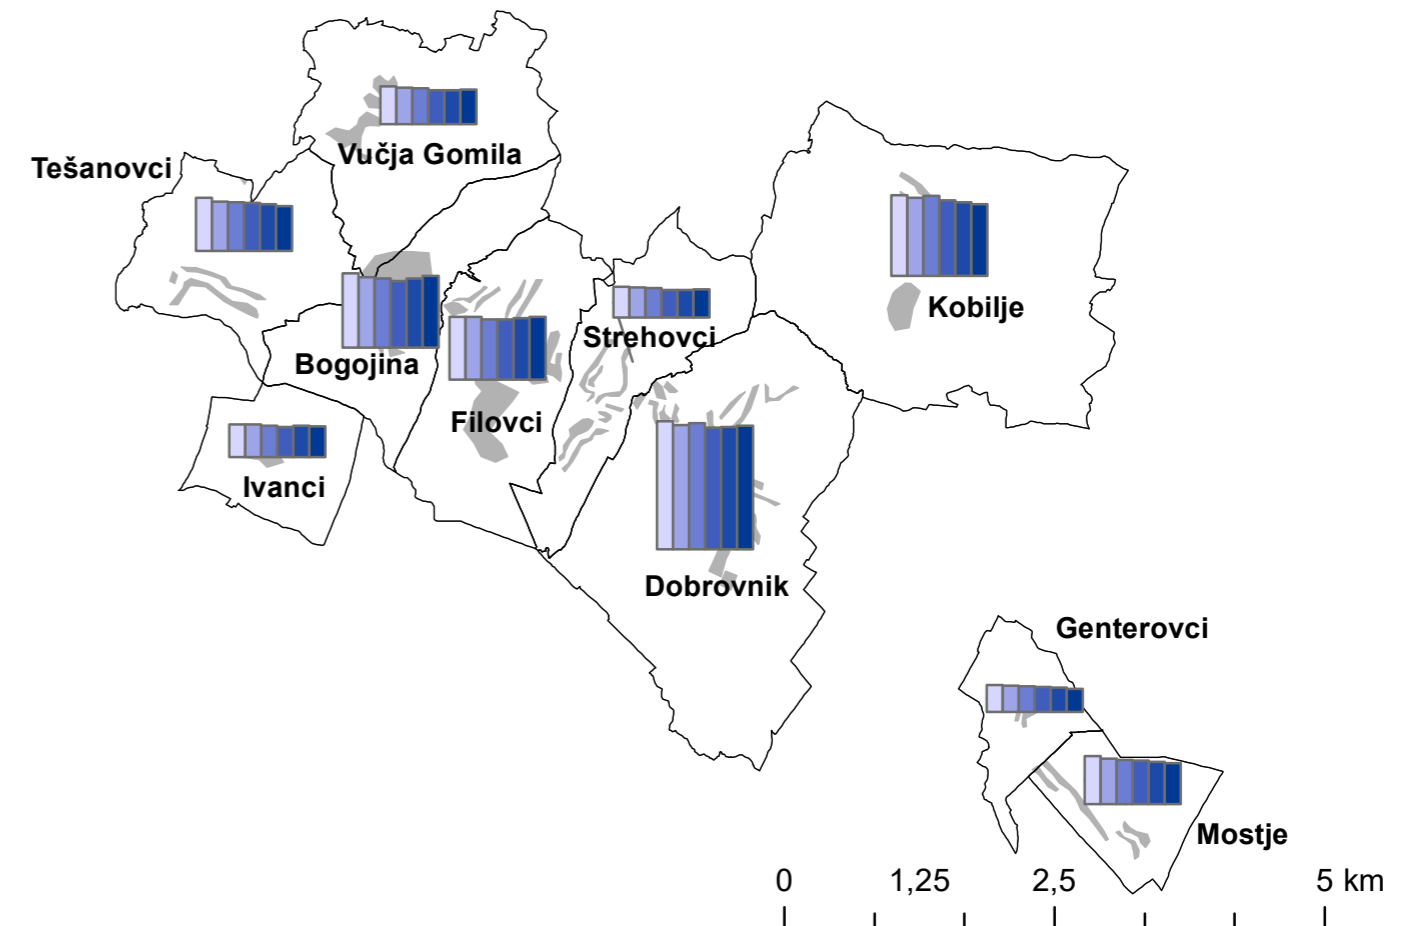 Vučja Gomila
Tešanovci
Kobilje
Strehovci
Bogojina
Filovci
Ivanci
Dobrovnik
Genterovci
Mostje
0 1,25 2,5 5 km